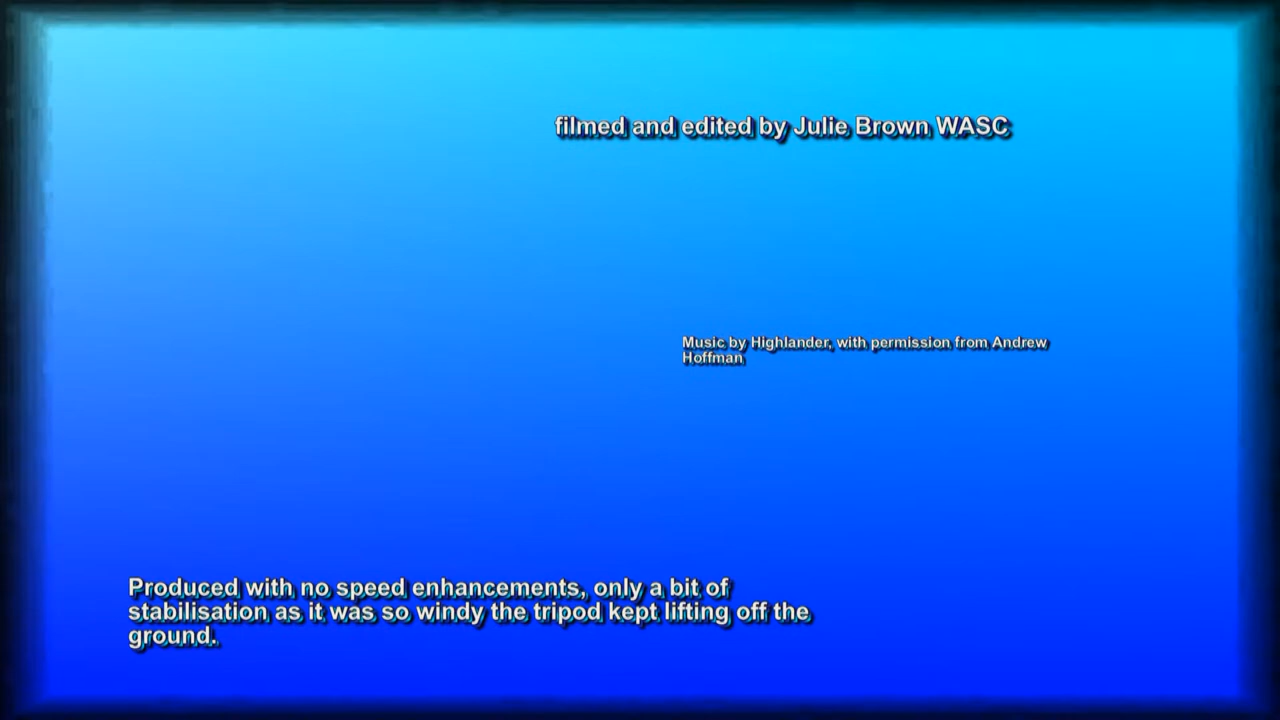 filmed and edited by Julie Brown WASC
Music by Highlander, with permission from Andrew
Hoffman
Produced with no speed enhancements, only a bit of
stabilisation as it was so windy the tripod kept lifting off the
ground.